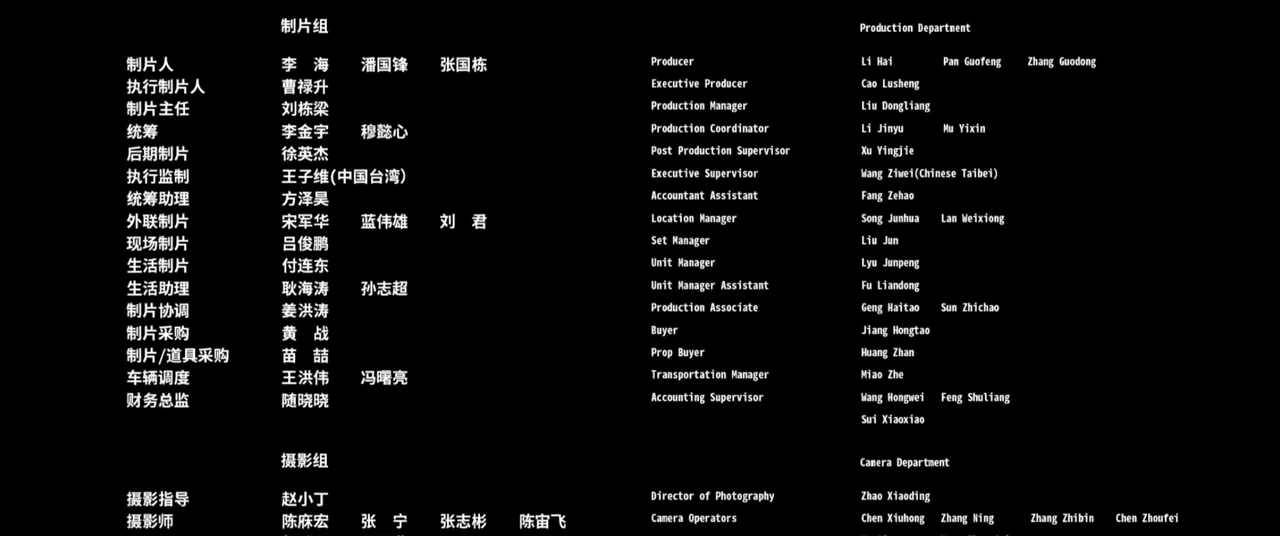 制片组 Production Department
制片人 李 海 潘国锋 张国栋 Producer Li Hai Pan Guofeng Zhang Guodong
执行制片人 曹禄升 Executive Producer Cao Lusheng
制片主任 刘栋梁 Production Manager Liu Dongliang
统筹 李金宇 穆懿心 Production Coordinator Li Jinyu Mu Yixin
后期制片 徐英杰 Post Production Supervisor Xu Yingjie
执行监制 王子维(中国台湾) Executive Supervisor Wang Ziwei(Chinese Taibei)
统筹助理 方泽昊 Accountant Assistant Fang Zehao
外联制片 宋军华 蓝伟雄 刘 君 Location Manager Song Junhua Lan Weixiong
现场制片 吕俊鹏 Set Manager Liu Jun
生活制片 付连东 Unit Manager Lyu Junpeng
生活助理 耿海涛 孙志超 Unit Manager Assistant Fu Liandong
制片协调 姜洪涛 Production Associate Geng Haitao Sun Zhichao
制片采购 黄 战 Buyer Jiang Hongtao
制片/道具采购 苗 喆 Prop Buyer Huang Zhan
车辆调度 王洪伟 冯曙亮 Transportation Manager Miao Zhe
财务总监 随晓晓 Accounting Supervisor Wang Hongwei Feng Shuliang
Sui Xiaoxiao
摄影组 Camera Department
摄影指导 赵小丁 Director of Photography Zhao Xiaoding
摄影师 陈庥宏 张 宁 张志彬 陈宙飞 Camera Operators Chen Xiuhong Zhang Ning Zhang Zhibin Chen Zhoufei